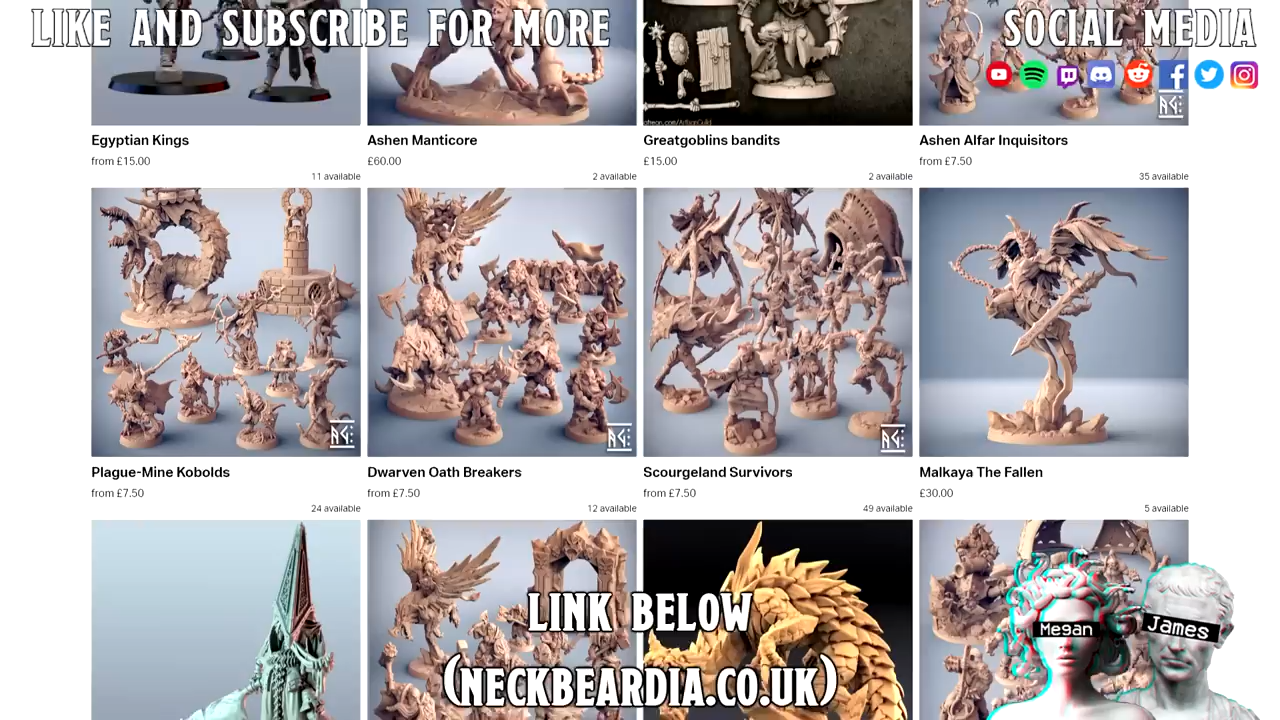 LIKE AND SUBSCRIBE FOR MORE
SOCIAL MEDIA
Egyptian Kings
from £15.00
11 available
Ashen Manticore
£60.00
2 available
Greatgoblins bandits
£15.00
2 available
Ashen Alfar Inquisitors
from £7.50
35 available
Plague-Mine Kobolds
from £7.50
24 available
Dwarven Oath Breakers
from £7.50
12 available
Scourgeland Survivors
from £7.50
49 available
Malkaya The Fallen
£30.00
5 available
LINK BELOW
(NECKBEARDIA.CO.UK)
Megan
James